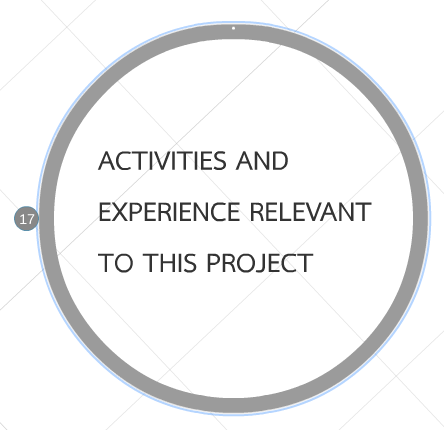 17
ACTIVITIES AND
EXPERIENCE RELEVANT
TO THIS PROJECT